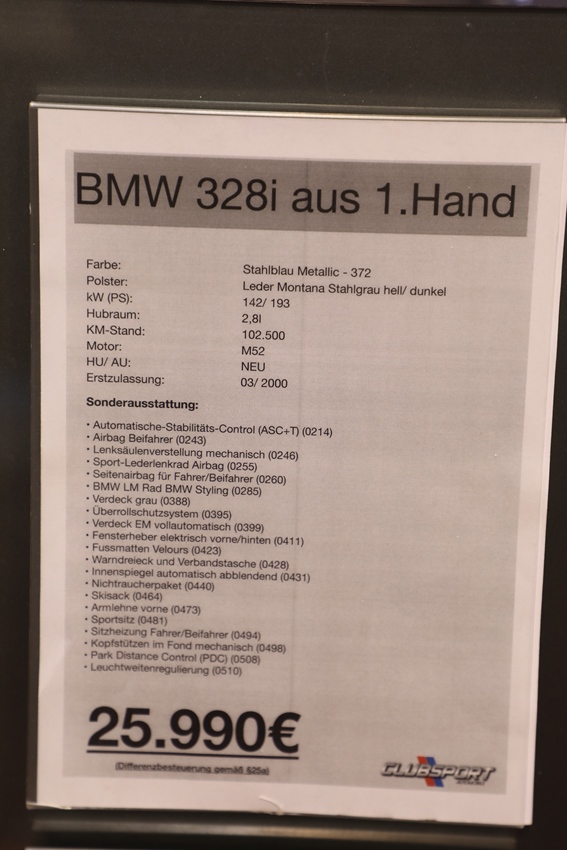 BMW 328i aus 1.Hand
Farbe: Stahlblau Metallic - 372
Polster: Leder Montana Stahlgrau hell/ dunkel
kW (PS): 142/ 193
Hubraum: 2,8l
KM-Stand: 102.500
Motor: M52
HU/ AU: NEU
Erstzulassung: 03/ 2000
Sonderausstattung:
· Automatische-Stabilitäts-Control (ASC+T) (0214)
· Airbag Beifahrer (0243)
· Lenksäulenverstellung mechanisch (0246)
· Sport-Lederlenkrad Airbag (0255)
· Seitenairbag für Fahrer/Beifahrer (0260)
· BMW LM Rad BMW Styling (0285)
· Verdeck grau (0388)
· Überrollschutzsystem (0395)
· Verdeck EM vollautomatisch (0399)
· Fensterheber elektrisch vorne/hinten (0411)
· Fussmatten Velours (0423)
· Warndreieck und Verbandstasche (0428)
· Innenspiegel automatisch abblendend (0431)
· Nichtraucherpaket (0440)
· Skisack (0464)
· Armlehne vorne (0473)
· Sportsitz (0481)
· Sitzheizung Fahrer/Beifahrer (0494)
· Kopfstützen im Fond mechanisch (0498)
· Park Distance Control (PDC) (0508)
· Leuchtweitenregulierung (0510)
25.990€
(Differenzbesteuerung gemäß §25a)
CLUBSPORT